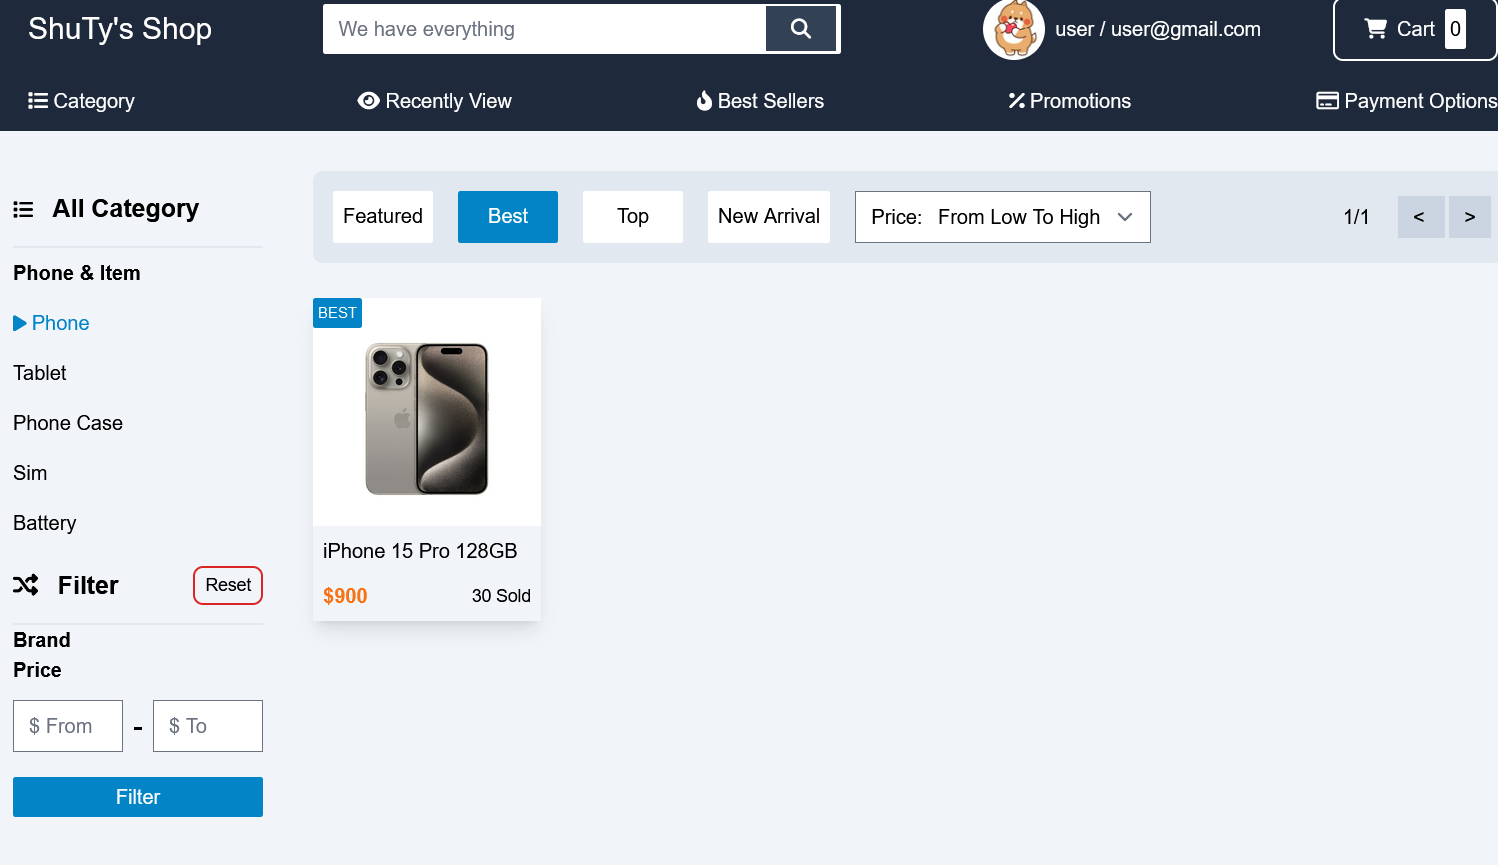 ShuTy's Shop
We have everything
user / user@gmail.com
Cart 0
Category
Recently View
Best Sellers
Promotions
Payment Options
All Category
Phone & Item
Phone
Tablet
Phone Case
Sim
Battery
Filter
Reset
Brand
Price
$ From - $ To
Filter
Featured
Best
Top
New Arrival
Price: From Low To High
1/1
< >
BEST
iPhone 15 Pro 128GB
$900
30 Sold